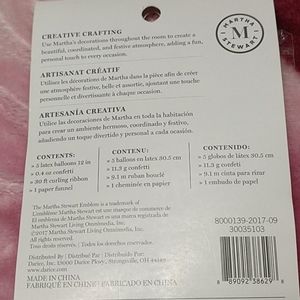 CREATIVE CRAFTING
Use Martha's decorations throughout the room to create a
beautiful, coordinated, and festive atmosphere, adding a fun,
personal touch to every occasion.
MARTHA
M
STEWART
ARTISANAT CRÉATIF
Utilisez les décorations de Martha dans la pièce afin de créer
une atmosphère festive, belle et assortie, ajoutant une touche
personnelle et divertissante à chaque occasion.
ARTESANÍA CREATIVA
Utilice las decoraciones de Martha en toda la habitación
para crear un ambiente hermoso, coordinado y festivo,
añadiendo un toque divertido y personal a cada ocasión.
CONTENTS:
• 5 latex balloons 12 in
• 0.4 oz confetti
• 30 ft curling ribbon
• 1 paper funnel
CONTENU:
• 5 ballons en latex 30.5 cm
• 11.3 g confetti
• 9.1 m ruban bouclé
• 1 cheminée en papier
CONTENIDO:
• 5 globos de látex 30.5 cm
• 11.3 g confetti
• 9.1 m cinta para rizar
• 1 embudo de papel
The Martha Stewart Emblem is a trademark of
L'emblème Martha Stewart est une marque de commerce de
El emblema de Martha Stewart es una marca registrada de
Martha Stewart Living Omnimedia, Inc.
©2017 Martha Stewart Living Omnimedia, Inc.
All rights reserved.
Tous droits réservés. / Todos los derechos reservados.
Distributed By / Distribué Par / Distribuido Por:
Darice, Inc. 13000 Darice Pkwy, Strongsville, OH 44149
www.darice.com
MADE IN CHINA
FABRIQUÉ EN CHINE / FABRICADO EN CHINA
8000139-2017-09
30035103
8 89092 38629 8